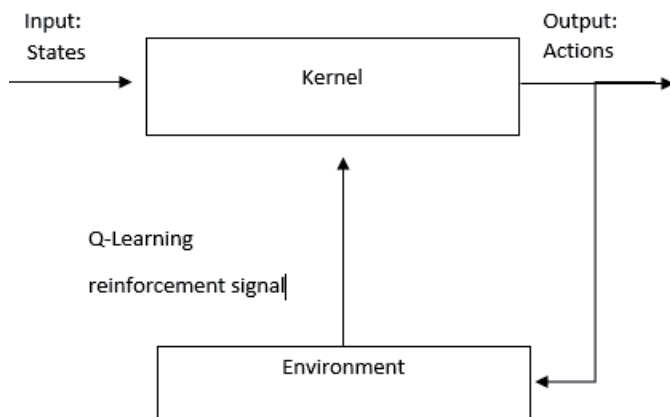 Input:
States
Output:
Actions
Kernel
Q-Learning
reinforcement signal
Environment